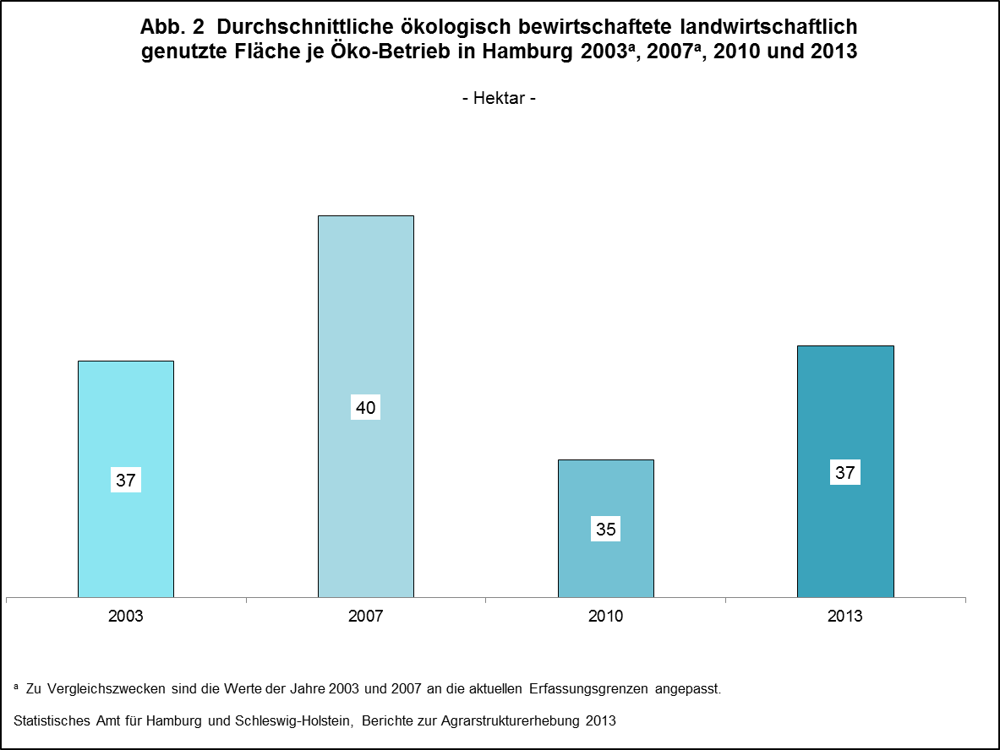 Abb. 2 Durchschnittliche ökologisch bewirtschaftete landwirtschaftlich
genutzte Fläche je Öko-Betrieb in Hamburg 2003ª, 2007ª, 2010 und 2013
- Hektar -
37
40
35
37
2003
2007
2010
2013
ª Zu Vergleichszwecken sind die Werte der Jahre 2003 und 2007 an die aktuellen Erfassungsgrenzen angepasst.
Statistisches Amt für Hamburg und Schleswig-Holstein, Berichte zur Agrarstrukturerhebung 2013